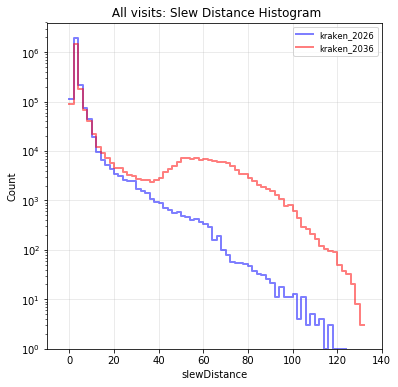 All visits: Slew Distance Histogram
kraken_2026
kraken_2036
10⁶
10⁵
10⁴
10³
10²
10¹
10⁰
Count
0 20 40 60 80 100 120 140
slewDistance